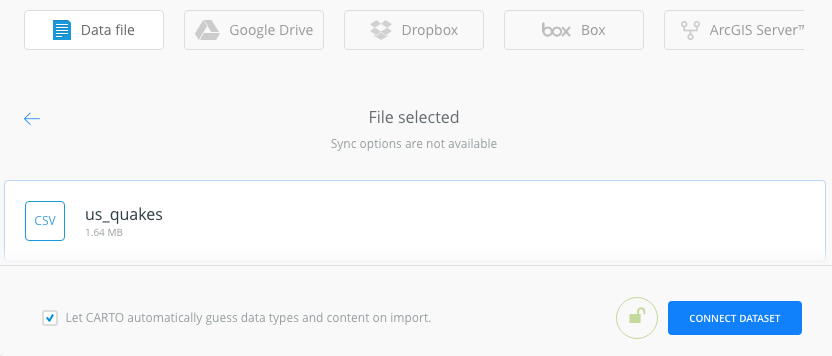 Data file
Google Drive
Dropbox
box Box
ArcGIS Server™
File selected
Sync options are not available
CSV
us_quakes
1.64 MB
Let CARTO automatically guess data types and content on import.
CONNECT DATASET